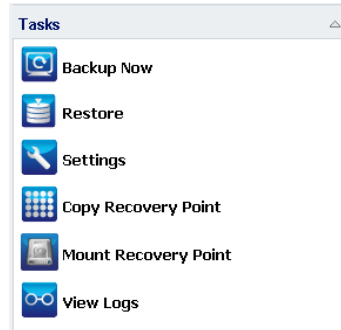 Tasks
Backup Now
Restore
Settings
Copy Recovery Point
Mount Recovery Point
View Logs